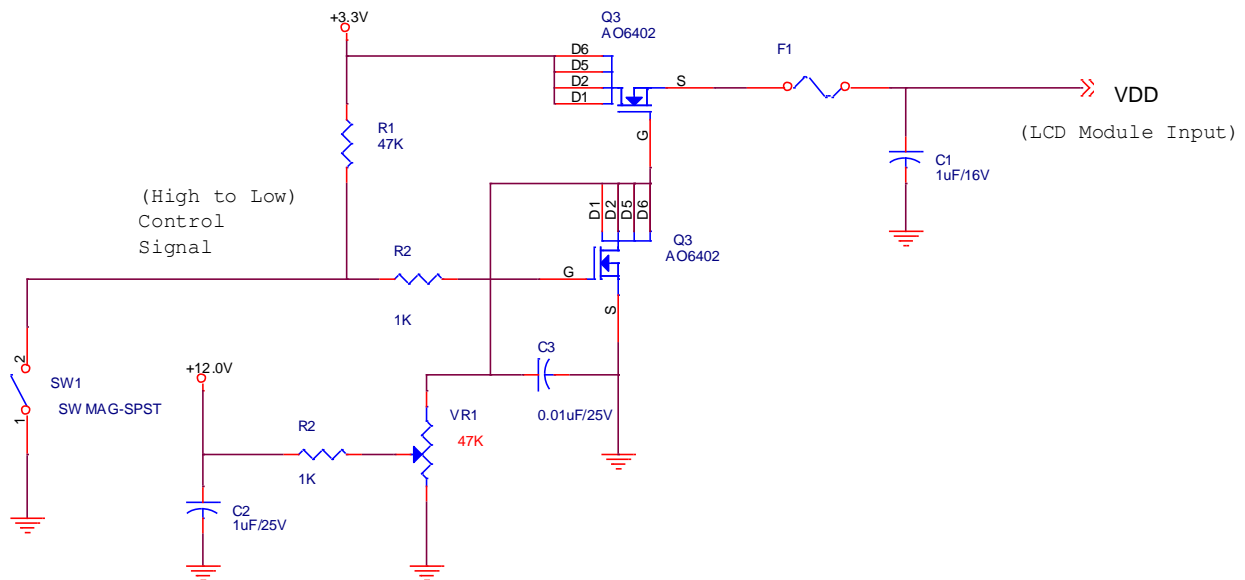 +3.3V
Q3
AO6402
D6
D5
D2
D1
S
G
F1
VDD
(LCD Module Input)
R1
47K
C1
1uF/16V
(High to Low)
Control
Signal
D1
D2
D5
D6
Q3
AO6402
R2
1K
G
S
2
1
SW1
SW MAG-SPST
+12.0V
C3
0.01uF/25V
VR1
47K
R2
1K
C2
1uF/25V